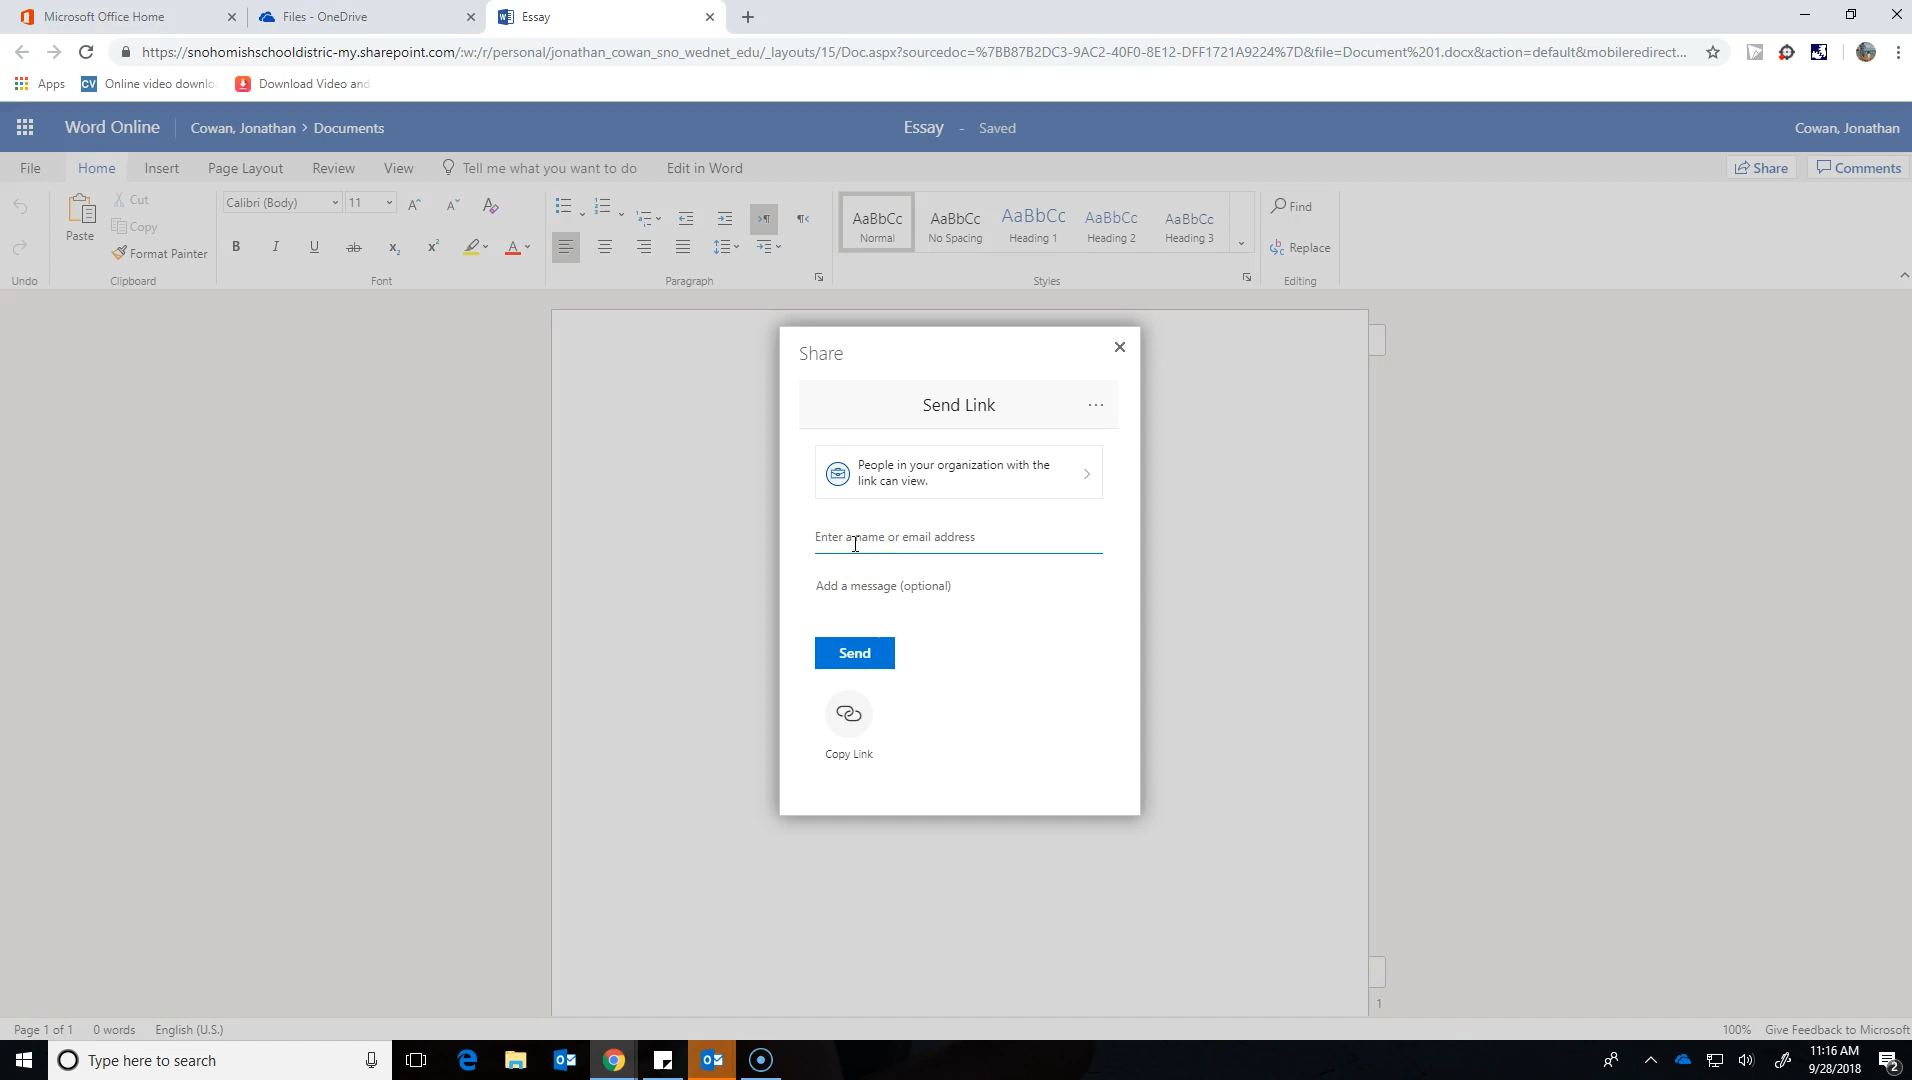 Microsoft Office Home
Files - OneDrive
Essay
https://snohomishschooldistric-my.sharepoint.com/:w:/r/personal/jonathan_cowan_sno_wednet_edu/_layouts/15/Doc.aspx?sourcedoc=%7BB87B2DC3-9AC2-40F0-8E12-DFF1721A9224%7D&file=Document%201.docx&action=default&mobileredirect...
Apps
CV Online video downlo
Download Video and
Word Online
Cowan, Jonathan > Documents
Essay - Saved
Cowan, Jonathan
File Home Insert Page Layout Review View Tell me what you want to do Edit in Word
Share Comments
Paste
Cut
Copy
Format Painter
Calibri (Body) 11
AaBbCc Normal
AaBbCc No Spacing
AaBbCc Heading 1
AaBbCc Heading 2
AaBbCc Heading 3
Find
Replace
Undo Clipboard Font Paragraph Styles Editing
Share
Send Link ...
People in your organization with the
link can view.
Enter a name or email address
Add a message (optional)
Send
Copy Link
1
Page 1 of 1 0 words English (U.S.)
100% Give Feedback to Microsoft
Type here to search
11:16 AM
9/28/2018
2